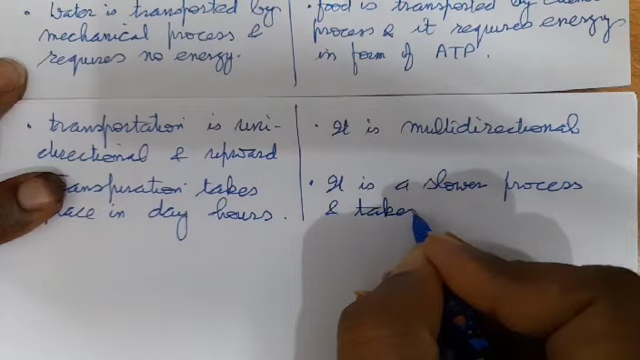 • Water is transported by
mechanical process &
requires no energy.
• food is transported by
process & it requires energy
in form of ATP.
• transportation is uni-
directional & upward
transpiration takes
place in day hours.
• It is multidirectional
• It is a slower process
& takes